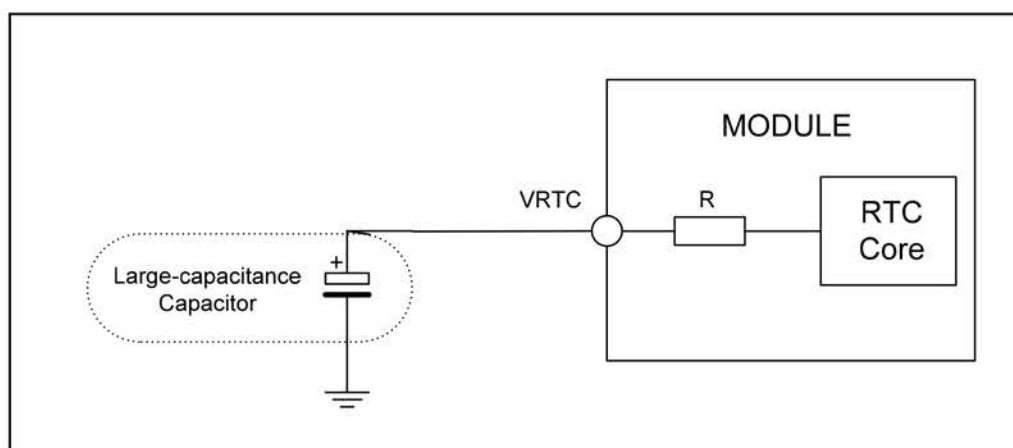 MODULE
VRTC
R
RTC
Core
+
Large-capacitance
Capacitor